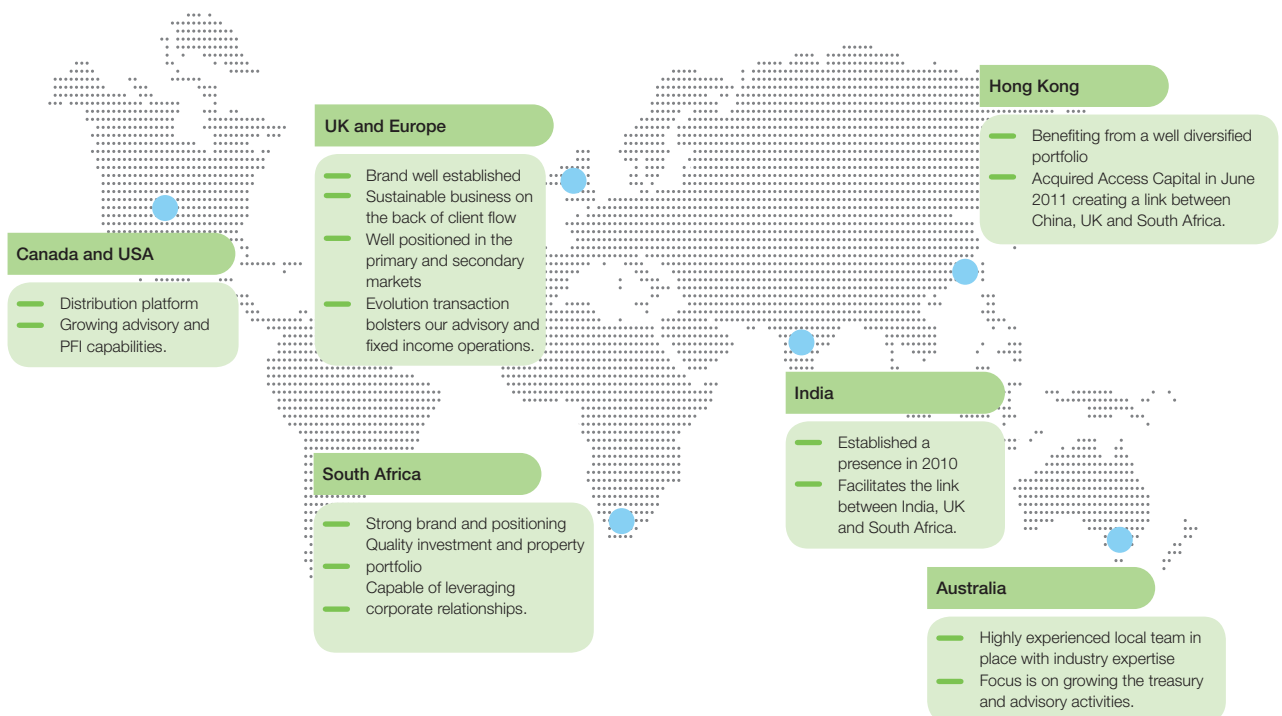 Hong Kong
Benefiting from a well diversified
portfolio
Acquired Access Capital in June
2011 creating a link between
China, UK and South Africa.
UK and Europe
Brand well established
Sustainable business on
the back of client flow
Well positioned in the
primary and secondary
markets
Evolution transaction
bolsters our advisory and
fixed income operations.
Canada and USA
Distribution platform
Growing advisory and
PFI capabilities.
India
Established a
presence in 2010
Facilitates the link
between India, UK
and South Africa.
South Africa
Strong brand and positioning
Quality investment and property
portfolio
Capable of leveraging
corporate relationships.
Australia
Highly experienced local team in
place with industry expertise
Focus is on growing the treasury
and advisory activities.